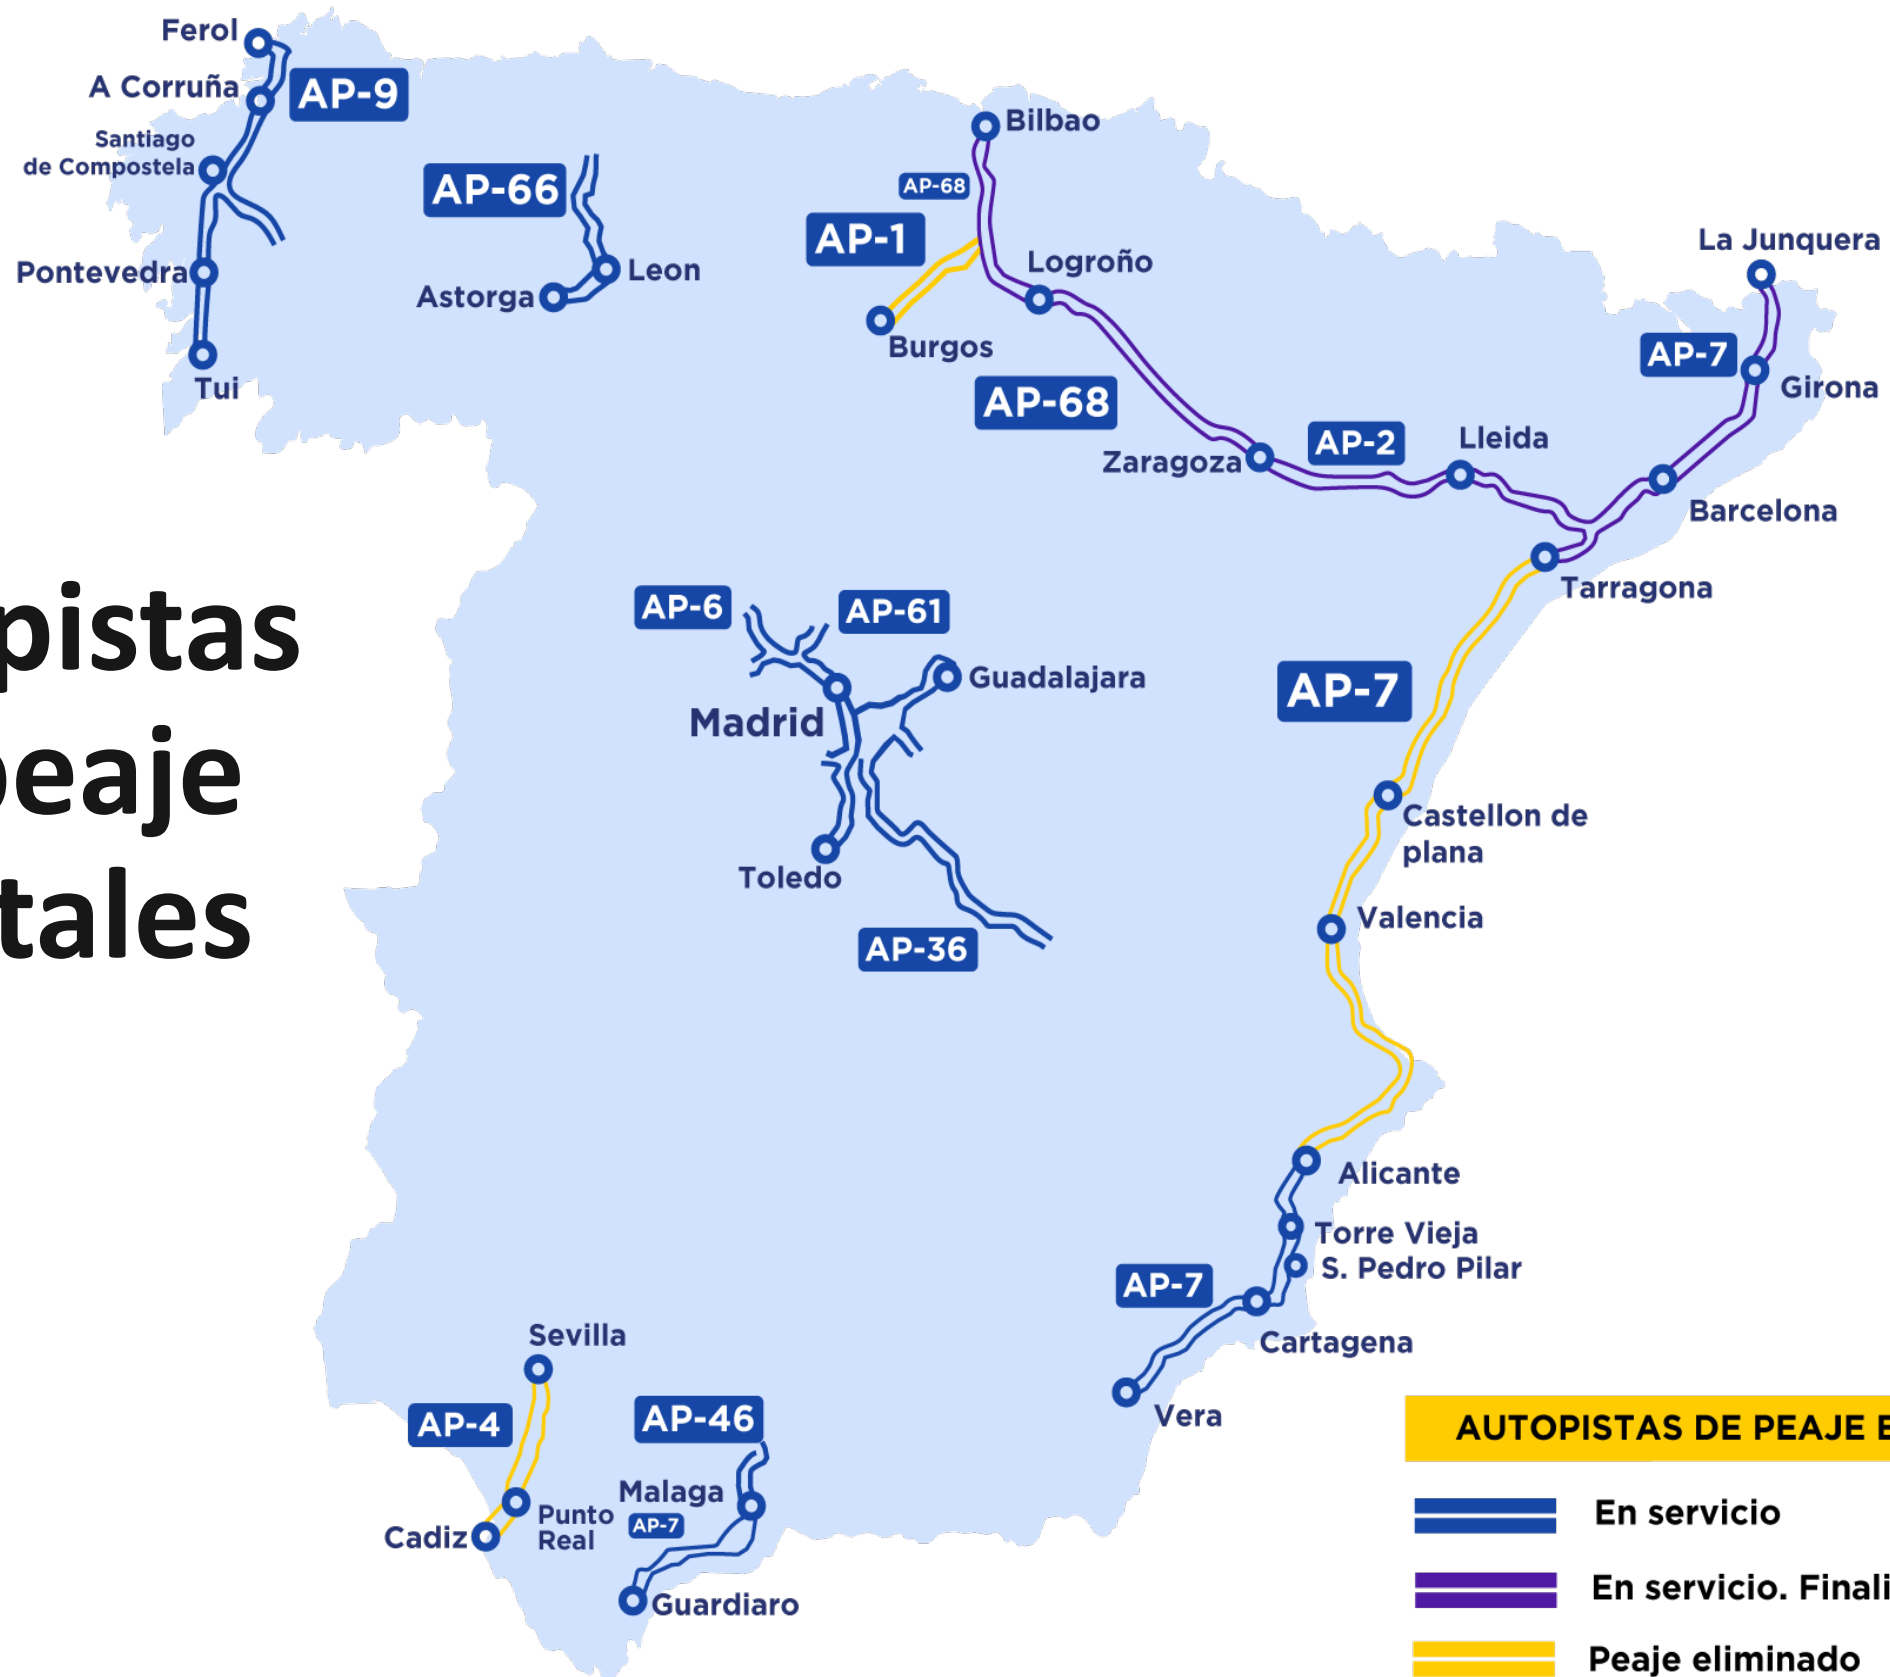 Ferol
A Corruña
AP-9
Santiago
de Compostela
Pontevedra
Tui
AP-66
Leon
Astorga
Bilbao
AP-68
AP-1
Logroño
Burgos
AP-68
Zaragoza
AP-2
Lleida
La Junquera
AP-7
Girona
Barcelona
Tarragona
pistas
peaje
tales
AP-6
AP-61
Guadalajara
Madrid
Toledo
AP-36
AP-7
Castellon de
plana
Valencia
Alicante
Torre Vieja
S. Pedro Pilar
AP-7
Cartagena
Vera
Sevilla
AP-4
Punto
Real
Cadiz
AP-46
Malaga
AP-7
Guardiaro
AUTOPISTAS DE PEAJE E
En servicio
En servicio. Finali
Peaje eliminado